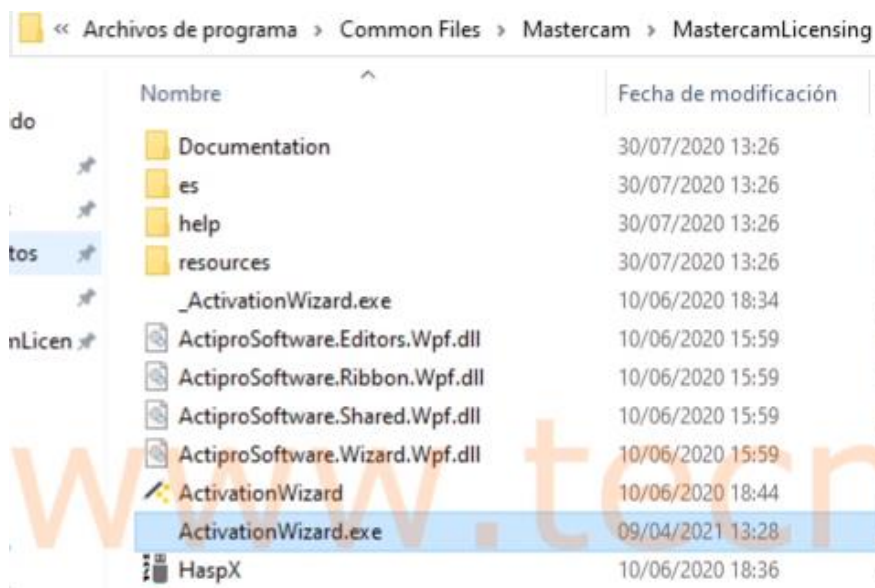 « Archivos de programa > Common Files > Mastercam > MastercamLicensing
Nombre Fecha de modificación
do
Documentation 30/07/2020 13:26
es 30/07/2020 13:26
help 30/07/2020 13:26
tos resources 30/07/2020 13:26
_ActivationWizard.exe 10/06/2020 18:34
nLicen ActiproSoftware.Editors.Wpf.dll 10/06/2020 15:59
ActiproSoftware.Ribbon.Wpf.dll 10/06/2020 15:59
ActiproSoftware.Shared.Wpf.dll 10/06/2020 15:59
ActiproSoftware.Wizard.Wpf.dll 10/06/2020 15:59
www.tocn
ActivationWizard 10/06/2020 18:44
ActivationWizard.exe 09/04/2021 13:28
HaspX 10/06/2020 18:36